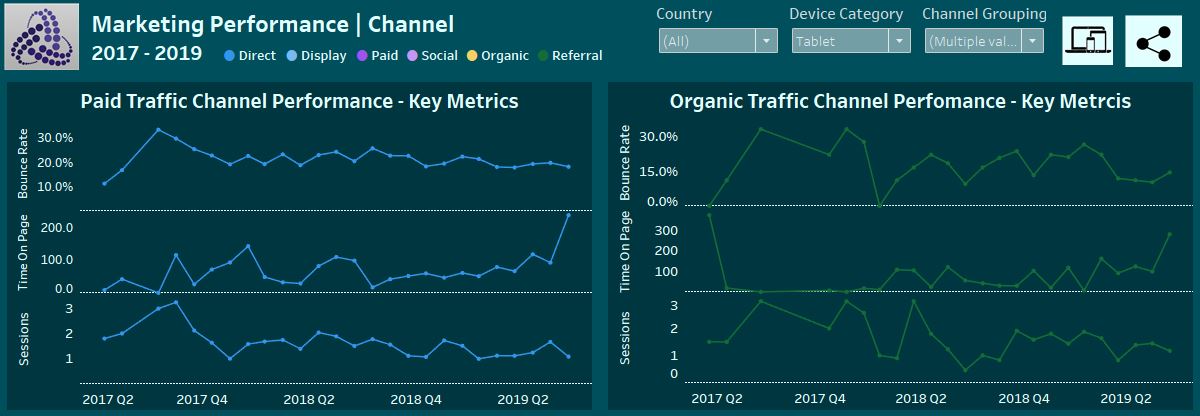 Marketing Performance | Channel
2017 - 2019
Direct Display Paid Social Organic Referral
Country Device Category Channel Grouping
(All) Tablet (Multiple val...
Paid Traffic Channel Performance - Key Metrics
Bounce Rate
30.0%
20.0%
10.0%
Time On Page
200.0
100.0
0.0
Sessions
3
2
1
2017 Q2 2017 Q4 2018 Q2 2018 Q4 2019 Q2
Organic Traffic Channel Perfomance - Key Metrcis
Bounce Rate
30.0%
15.0%
0.0%
Time On Page
300
200
100
Sessions
3
2
1
0
2017 Q2 2017 Q4 2018 Q2 2018 Q4 2019 Q2